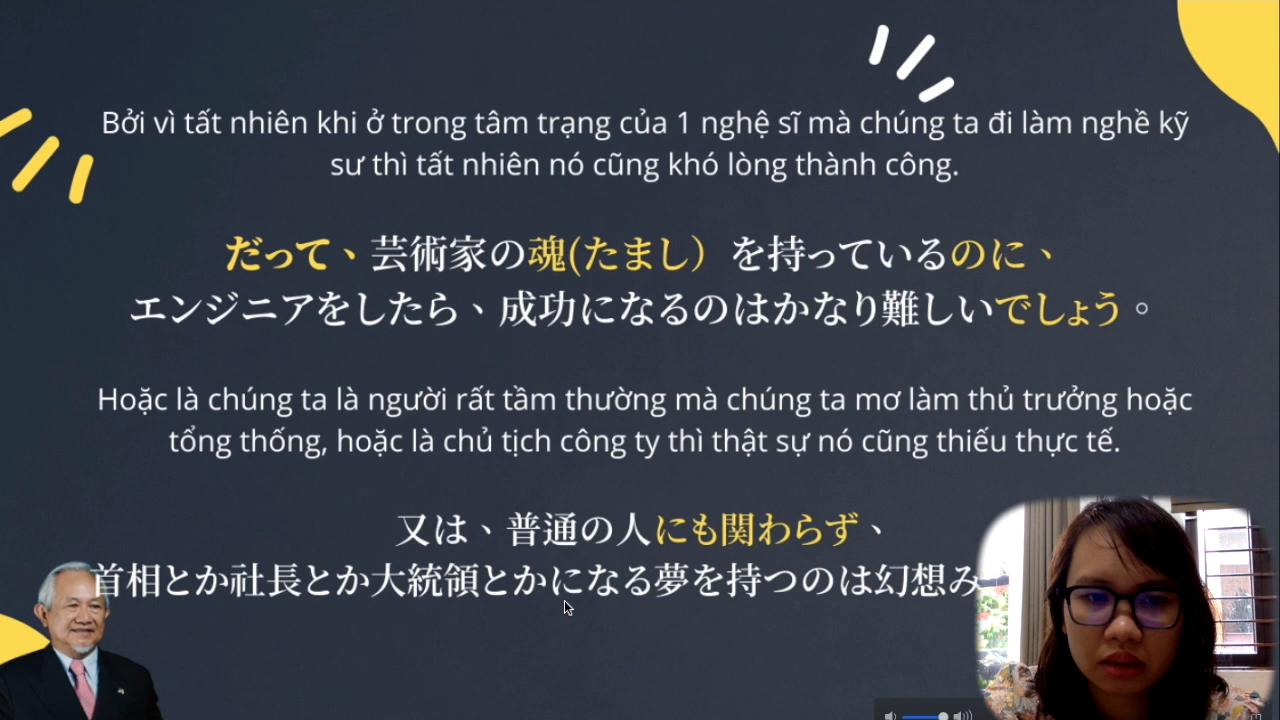 Bởi vì tất nhiên khi ở trong tâm trạng của 1 nghệ sĩ mà chúng ta đi làm nghề kỹ
sư thì tất nhiên nó cũng khó lòng thành công.
だって、芸術家の魂(たまし）を持っているのに、
エンジニアをしたら、成功になるのはかなり難しいでしょう。
Hoặc là chúng ta là người rất tầm thường mà chúng ta mơ làm thủ trưởng hoặc
tổng thống, hoặc là chủ tịch công ty thì thật sự nó cũng thiếu thực tế.
又は、普通の人にも関わらず、
首相とか社長とか大統領とかになる夢を持つのは幻想み